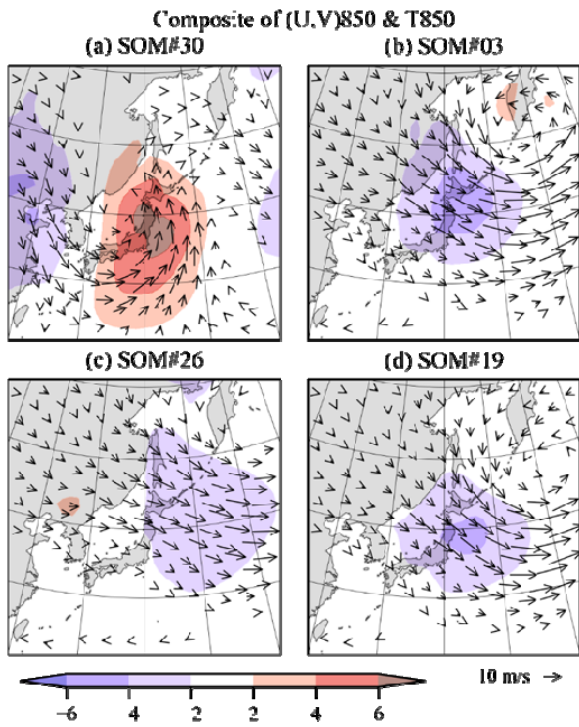 Composite of (U,V)850 & T850
(a) SOM#30
(b) SOM#03
(c) SOM#26
(d) SOM#19
-6 4 2 2 4 6
10 m/s